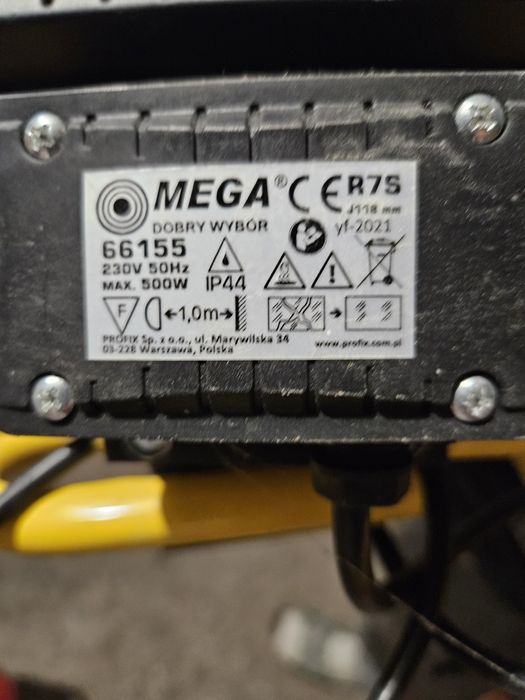 MEGA® CE R7S
J118 mm
DOBRY WYBÓR yf-2021
66155
230V 50Hz
MAX. 500W IP44
F ←1,0m→
PROFIX Sp. z o.o., ul. Marywilska 34
03-228 Warszawa, Polska www.profix.com.pl